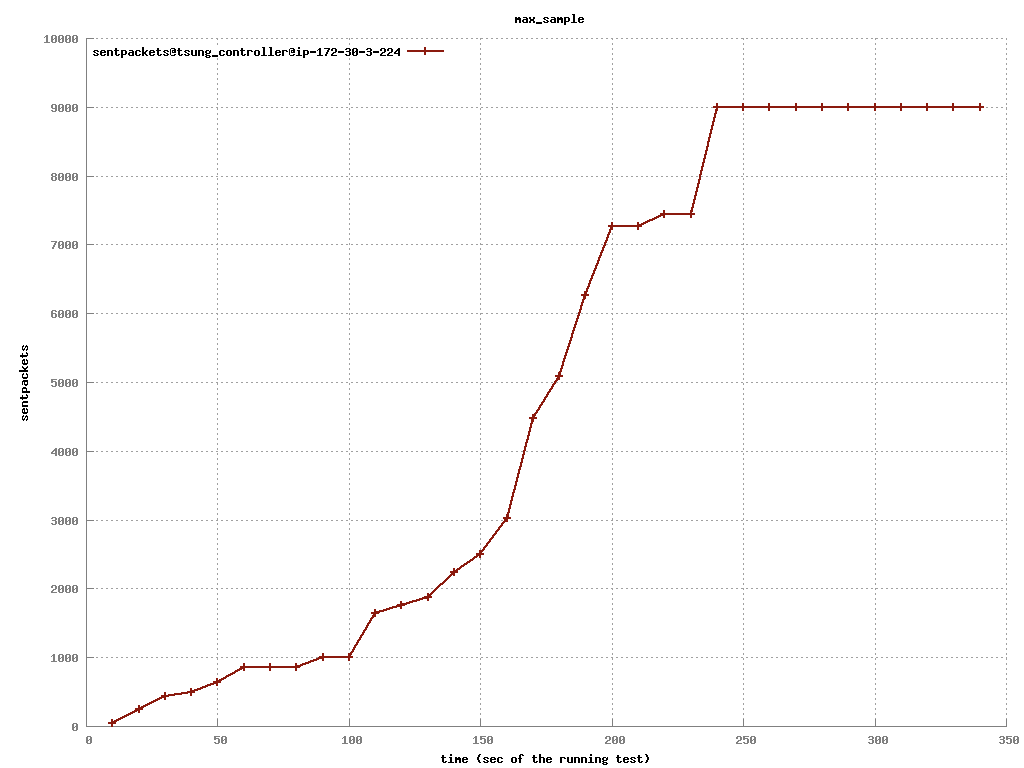 max_sample
sentpackets@tsung_controller@ip-172-30-3-224
10000
9000
8000
7000
6000
5000
4000
3000
2000
1000
0
sentpackets
0 50 100 150 200 250 300 350
time (sec of the running test)